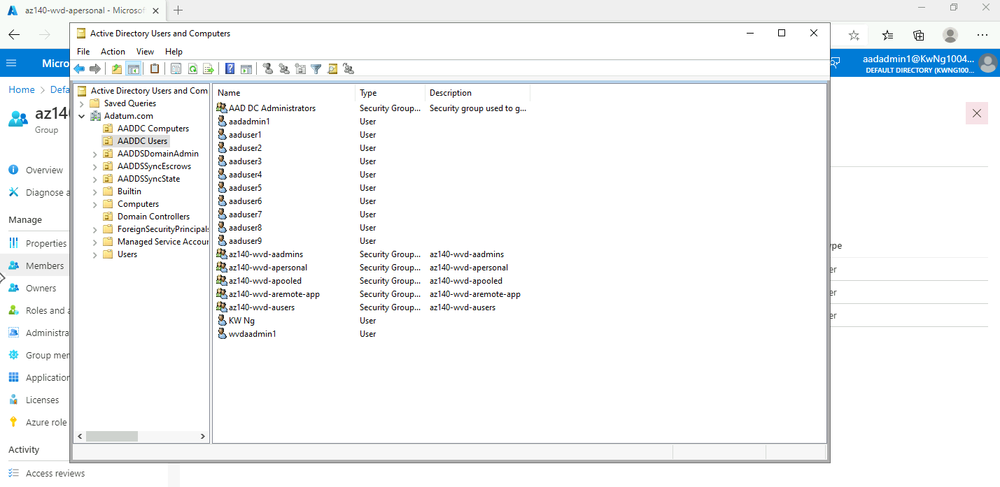 az140-wvd-apersonal - Microsof
Active Directory Users and Computers
File Action View Help
Micro
aadadmin1@KwNg1004...
DEFAULT DIRECTORY (KWNG100...
Home > Defa
az140
Group
Overview
Diagnose a
Manage
Properties
Members
Owners
Roles and a
Administra
Group mem
Application
Licenses
Azure role
Activity
Access reviews
Active Directory Users and Com
Saved Queries
Adatum.com
AADDC Computers
AADDC Users
AADDSDomainAdmin
AADDSSyncEscrows
AADDSSyncState
Builtin
Computers
Domain Controllers
ForeignSecurityPrincipals
Managed Service Accour
Users
Name Type Description
AAD DC Administrators Security Group... Security group used to g...
aadadmin1 User
aaduser1 User
aaduser2 User
aaduser3 User
aaduser4 User
aaduser5 User
aaduser6 User
aaduser7 User
aaduser8 User
aaduser9 User
az140-wvd-aadmins Security Group... az140-wvd-aadmins
az140-wvd-apersonal Security Group... az140-wvd-apersonal
az140-wvd-apooled Security Group... az140-wvd-apooled
az140-wvd-aremote-app Security Group... az140-wvd-aremote-app
az140-wvd-ausers Security Group... az140-wvd-ausers
KW Ng User
wvdaadmin1 User
ype
er
er
er